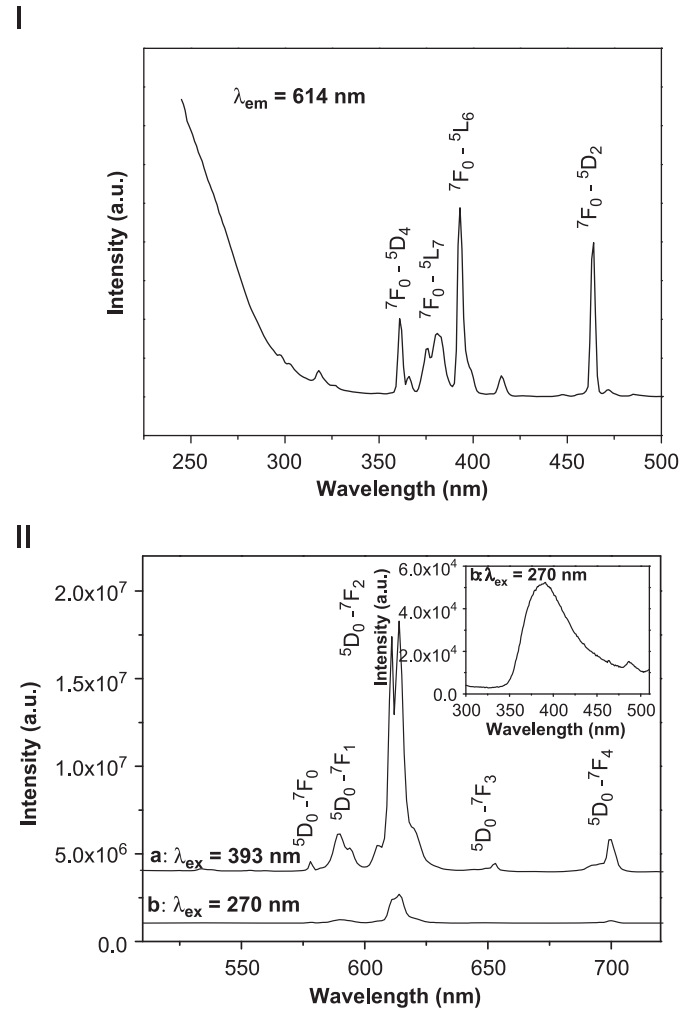 I
λem = 614 nm
⁷F₀ - ⁵D₄
⁷F₀ - ⁵L₇
⁷F₀ - ⁵L₆
⁷F₀ - ⁵D₂
Intensity (a.u.)
250 300 350 400 450 500
Wavelength (nm)
II
2.0x10⁷
1.5x10⁷
1.0x10⁷
5.0x10⁶
0.0
Intensity (a.u.)
⁵D₀ -⁷F₀
⁵D₀ -⁷F₁
⁵D₀ -⁷F₂
⁵D₀ -⁷F₃
⁵D₀ -⁷F₄
a: λex = 393 nm
b: λex = 270 nm
550 600 650 700
Wavelength (nm)
b: λex = 270 nm
6.0x10⁴
4.0x10⁴
2.0x10⁴
0.0
Intensity (a.u.)
300 350 400 450 500
Wavelength (nm)